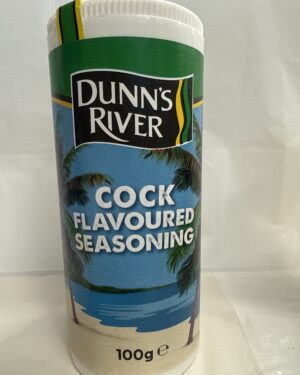 DUNN'S
RIVER
COCK
FLAVOURED
SEASONING
100g e